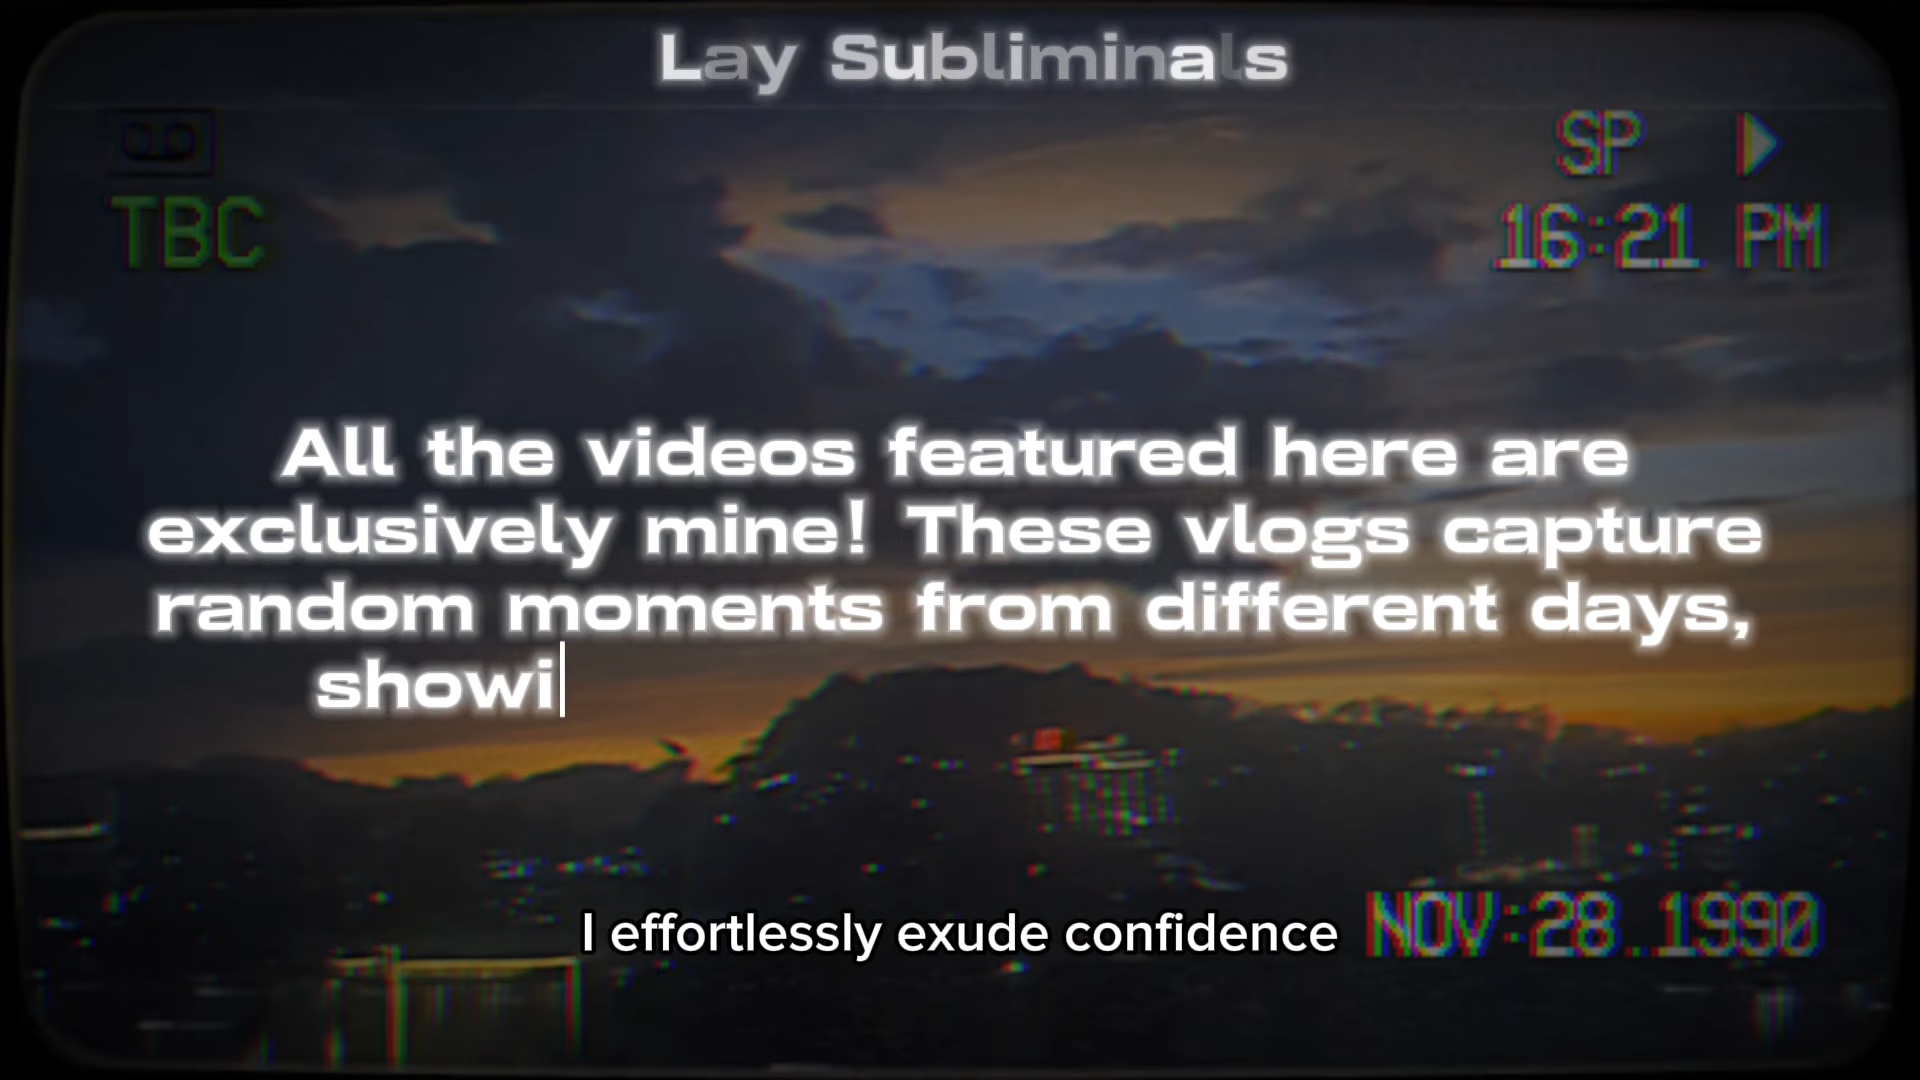 Lay Subliminals
SP
TBC
16:21 PM
All the videos featured here are
exclusively mine! These vlogs capture
random moments from different days,
showi
I effortlessly exude confidence
NOV:28.1990